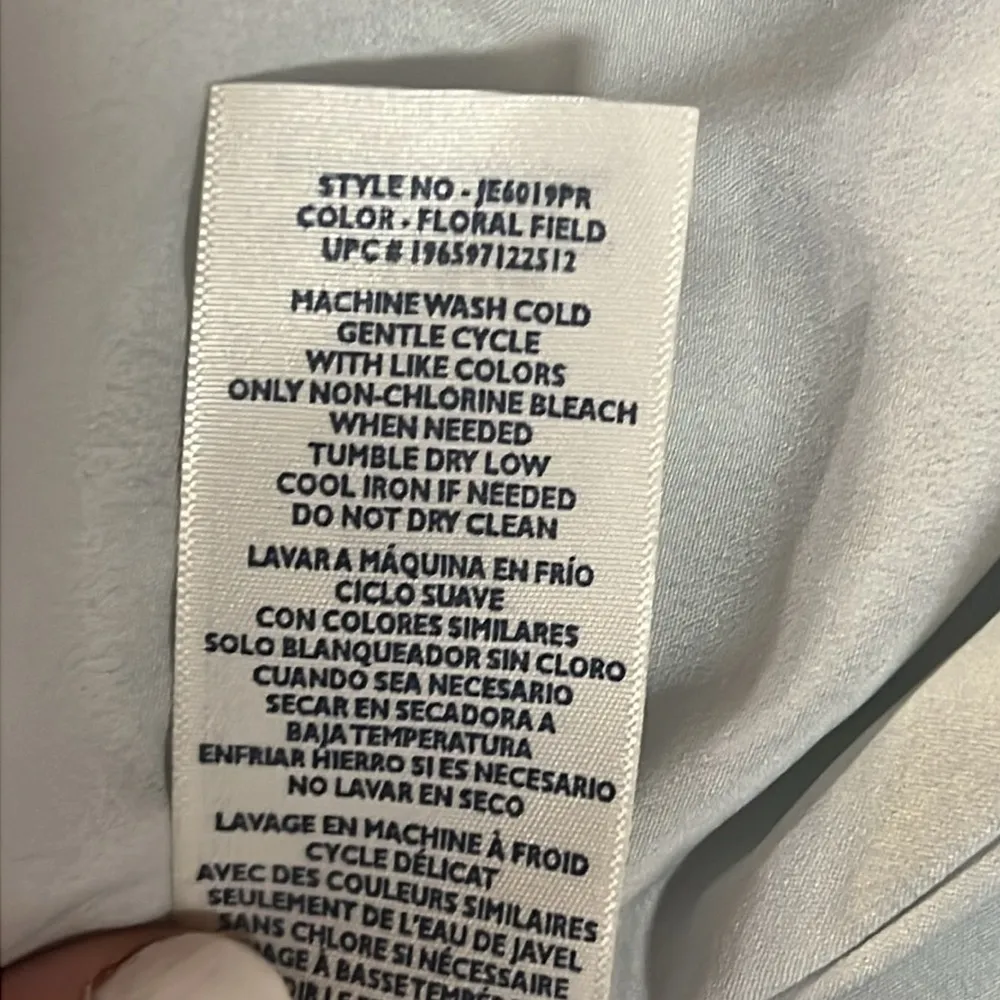 STYLE NO - JE6019PR
COLOR - FLORAL FIELD
UPC # 196597122512
MACHINE WASH COLD
GENTLE CYCLE
WITH LIKE COLORS
ONLY NON-CHLORINE BLEACH
WHEN NEEDED
TUMBLE DRY LOW
COOL IRON IF NEEDED
DO NOT DRY CLEAN
LAVAR A MÁQUINA EN FRÍO
CICLO SUAVE
CON COLORES SIMILARES
SOLO BLANQUEADOR SIN CLORO
CUANDO SEA NECESARIO
SECAR EN SECADORA A
BAJA TEMPERATURA
ENFRIAR HIERRO SI ES NECESARIO
NO LAVAR EN SECO
LAVAGE EN MACHINE À FROID
CYCLE DÉLICAT
AVEC DES COULEURS SIMILAIRES
SEULEMENT DE L'EAU DE JAVEL
SANS CHLORE SI NÉCESSAIRE
À BASSE